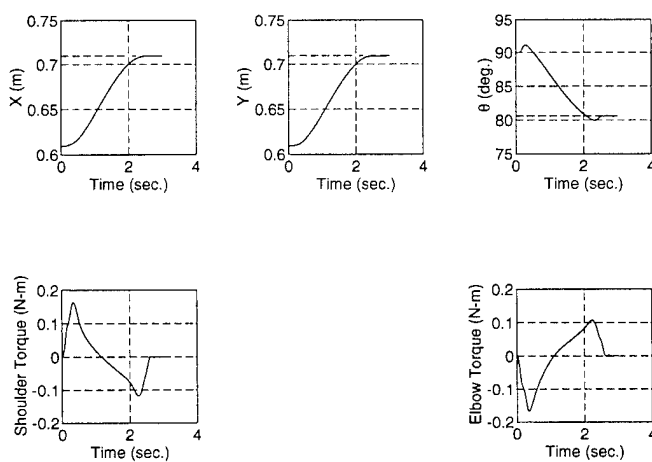 0.75
0.7
0.65
0.6
X (m)
0 2 4
Time (sec.)
0.75
0.7
0.65
0.6
Y (m)
0 2 4
Time (sec.)
95
90
85
80
75
θ (deg.)
0 2 4
Time (sec.)
0.2
0.1
0
-0.1
-0.2
Shoulder Torque (N-m)
0 2 4
Time (sec.)
0.2
0.1
0
-0.1
-0.2
Elbow Torque (N-m)
0 2 4
Time (sec.)